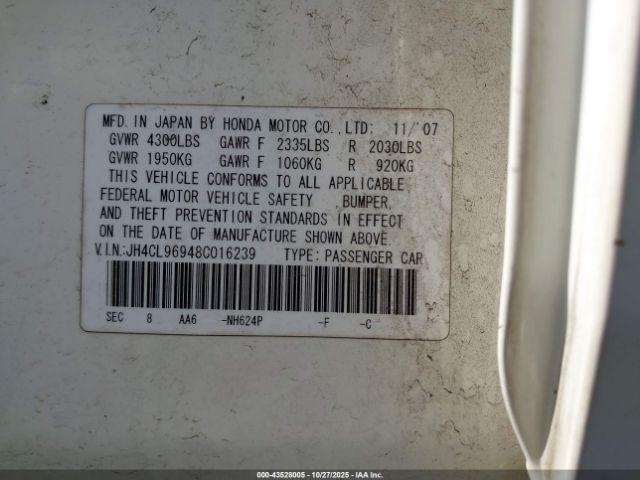 MFD. IN JAPAN BY HONDA MOTOR CO., LTD: 11/'07
GVWR 4300LBS GAWR F 2335LBS R 2030LBS
GVWR 1950KG GAWR F 1060KG R 920KG
THIS VEHICLE CONFORMS TO ALL APPLICABLE
FEDERAL MOTOR VEHICLE SAFETY ,BUMPER,
AND THEFT PREVENTION STANDARDS IN EFFECT
ON THE DATE OF MANUFACTURE SHOWN ABOVE.
V.I.N.:JH4CL96948C016239 TYPE: PASSENGER CAR
SEC 8 AA6 -NH624P -F -C
000-43528005 - 10/27/2025 - IAA Inc.